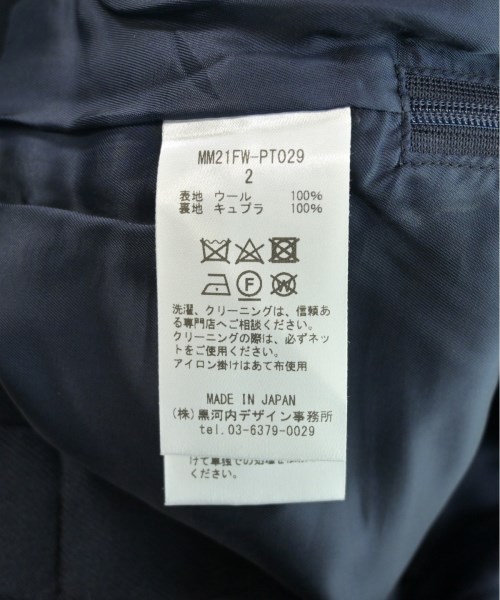 MM21FW-PT029
2
表地 ウール 100%
裏地 キュプラ 100%
F
W
洗濯、クリーニングは、信頼あ
る専門店へご相談ください。
クリーニングの際は、必ずネッ
トをご使用ください。
アイロン掛けはあて布使用
MADE IN JAPAN
(株)黒河内デザイン事務所
tel.03-6379-0029
ください。